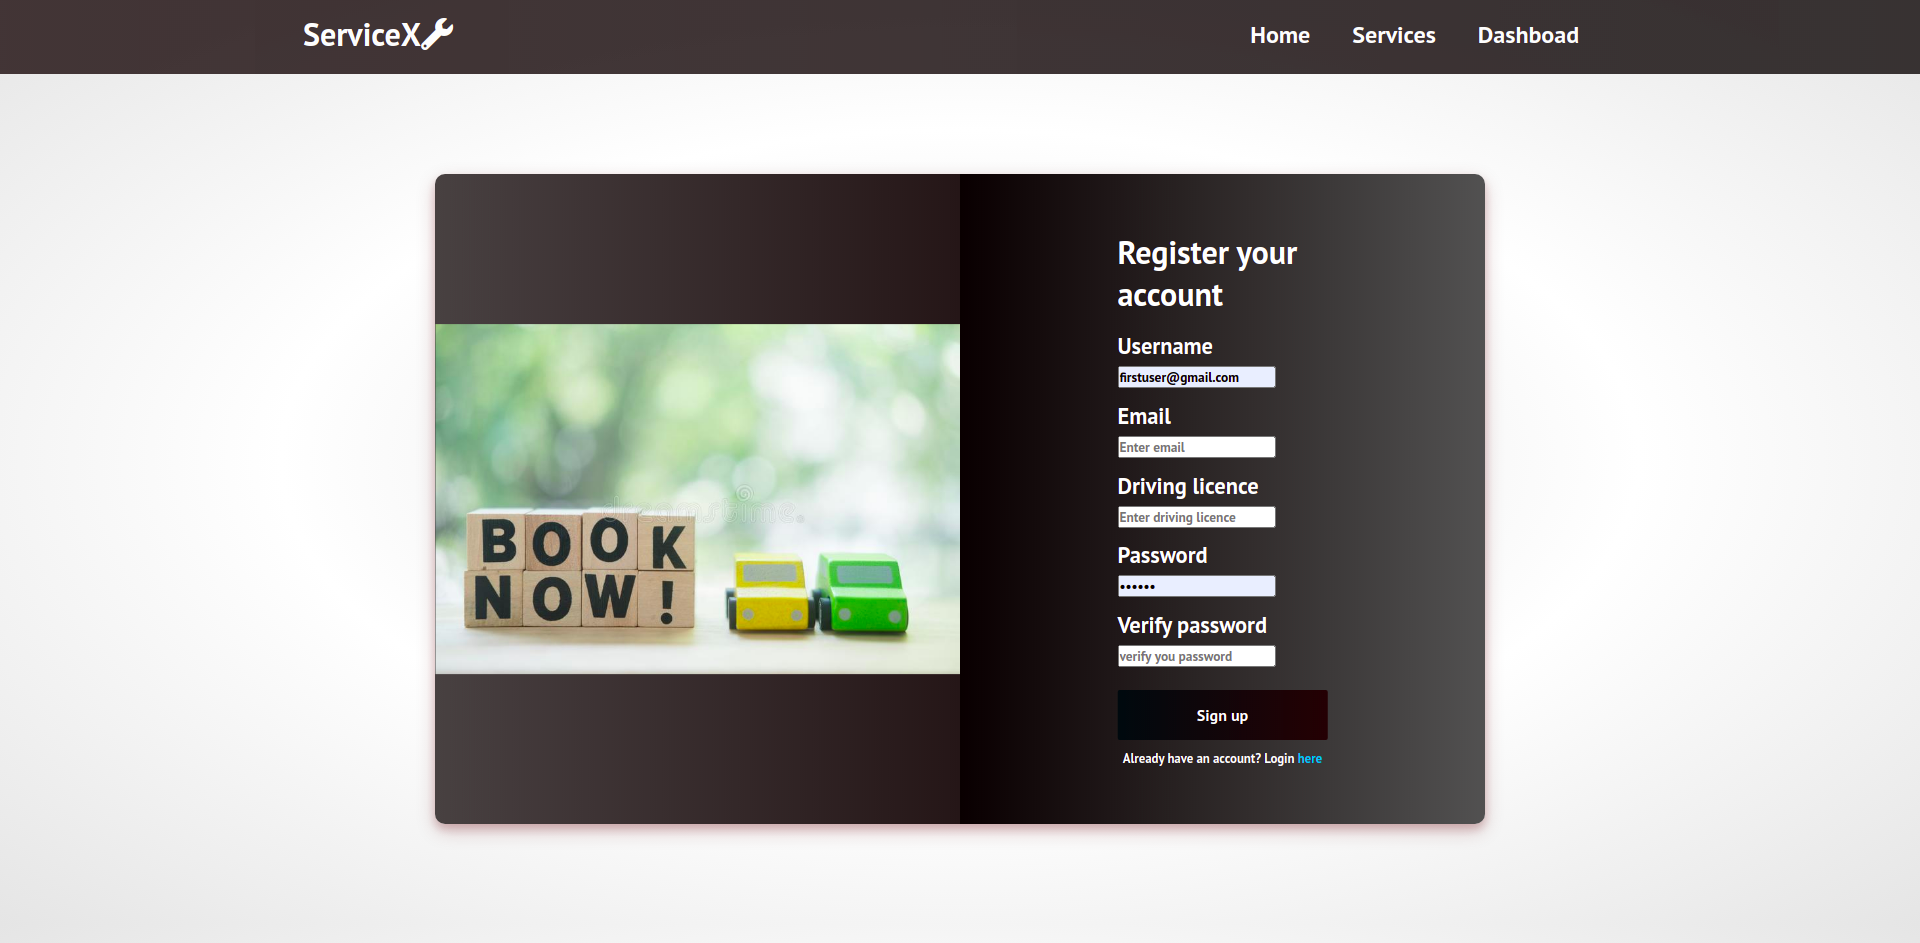 ServiceX
Home Services Dashboad
BOOK
NOW!
dreamstime.
Register your
account
Username
firstuser@gmail.com
Email
Enter email
Driving licence
Enter driving licence
Password
••••••
Verify password
verify you password
Sign up
Already have an account? Login here